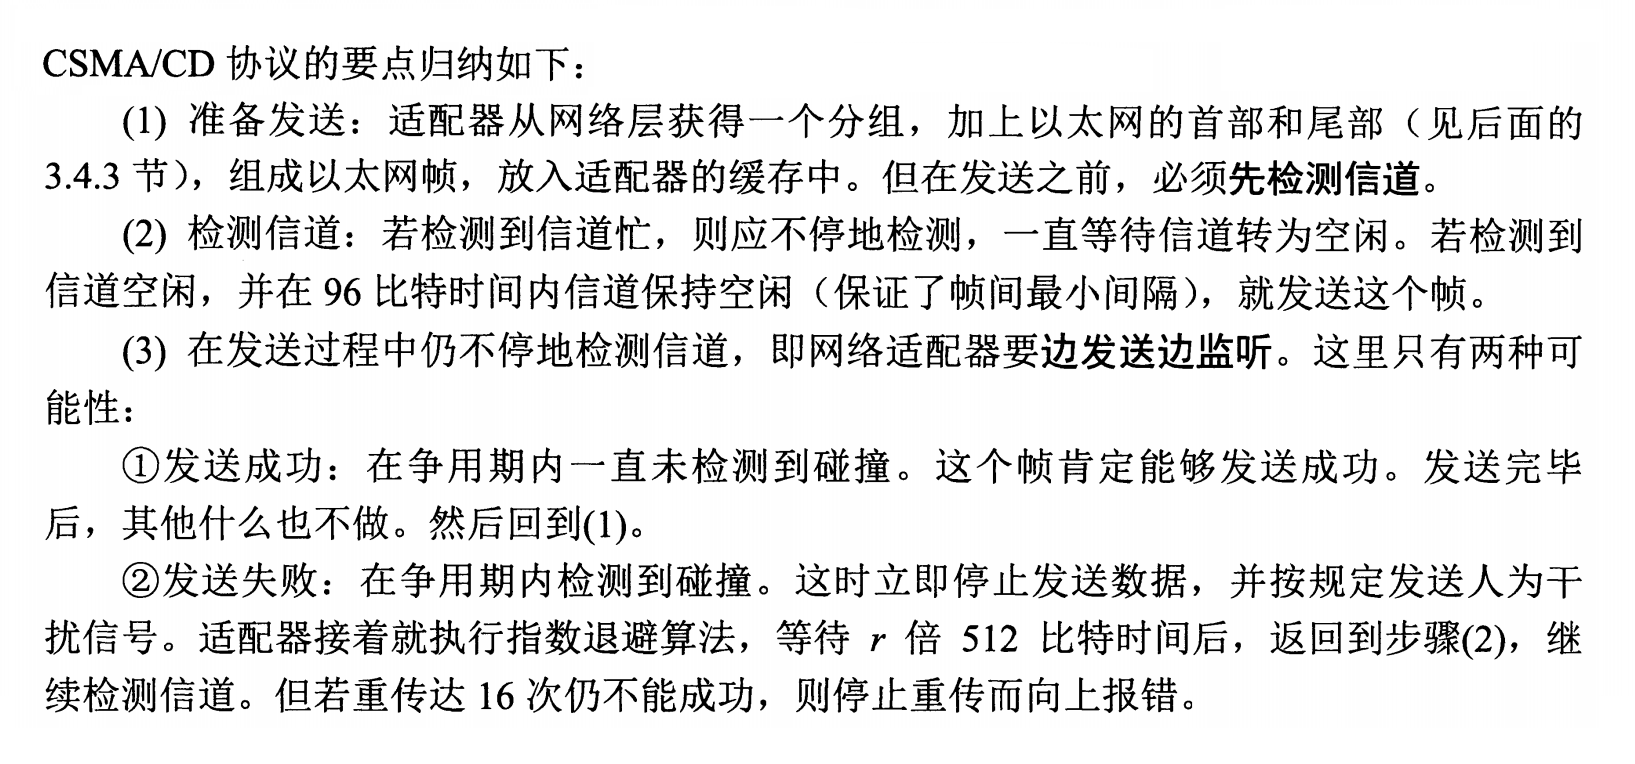 CSMA/CD 协议的要点归纳如下：
(1) 准备发送：适配器从网络层获得一个分组，加上以太网的首部和尾部（见后面的
3.4.3 节），组成以太网帧，放入适配器的缓存中。但在发送之前，必须先检测信道。
(2) 检测信道：若检测到信道忙，则应不停地检测，一直等待信道转为空闲。若检测到
信道空闲，并在 96 比特时间内信道保持空闲（保证了帧间最小间隔），就发送这个帧。
(3) 在发送过程中仍不停地检测信道，即网络适配器要边发送边监听。这里只有两种可
能性：
①发送成功：在争用期内一直未检测到碰撞。这个帧肯定能够发送成功。发送完毕
后，其他什么也不做。然后回到(1)。
②发送失败：在争用期内检测到碰撞。这时立即停止发送数据，并按规定发送人为干
扰信号。适配器接着就执行指数退避算法，等待 r 倍 512 比特时间后，返回到步骤(2)，继
续检测信道。但若重传达 16 次仍不能成功，则停止重传而向上报错。